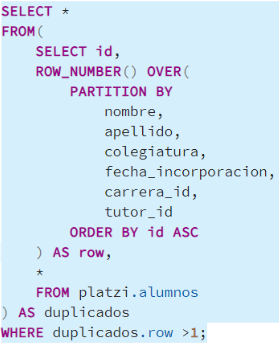 SELECT *
FROM(
SELECT id,
ROW_NUMBER() OVER(
PARTITION BY
nombre,
apellido,
colegiatura,
fecha_incorporacion,
carrera_id,
tutor_id
ORDER BY id ASC
) AS row,
*
FROM platzi.alumnos
) AS duplicados
WHERE duplicados.row >1;